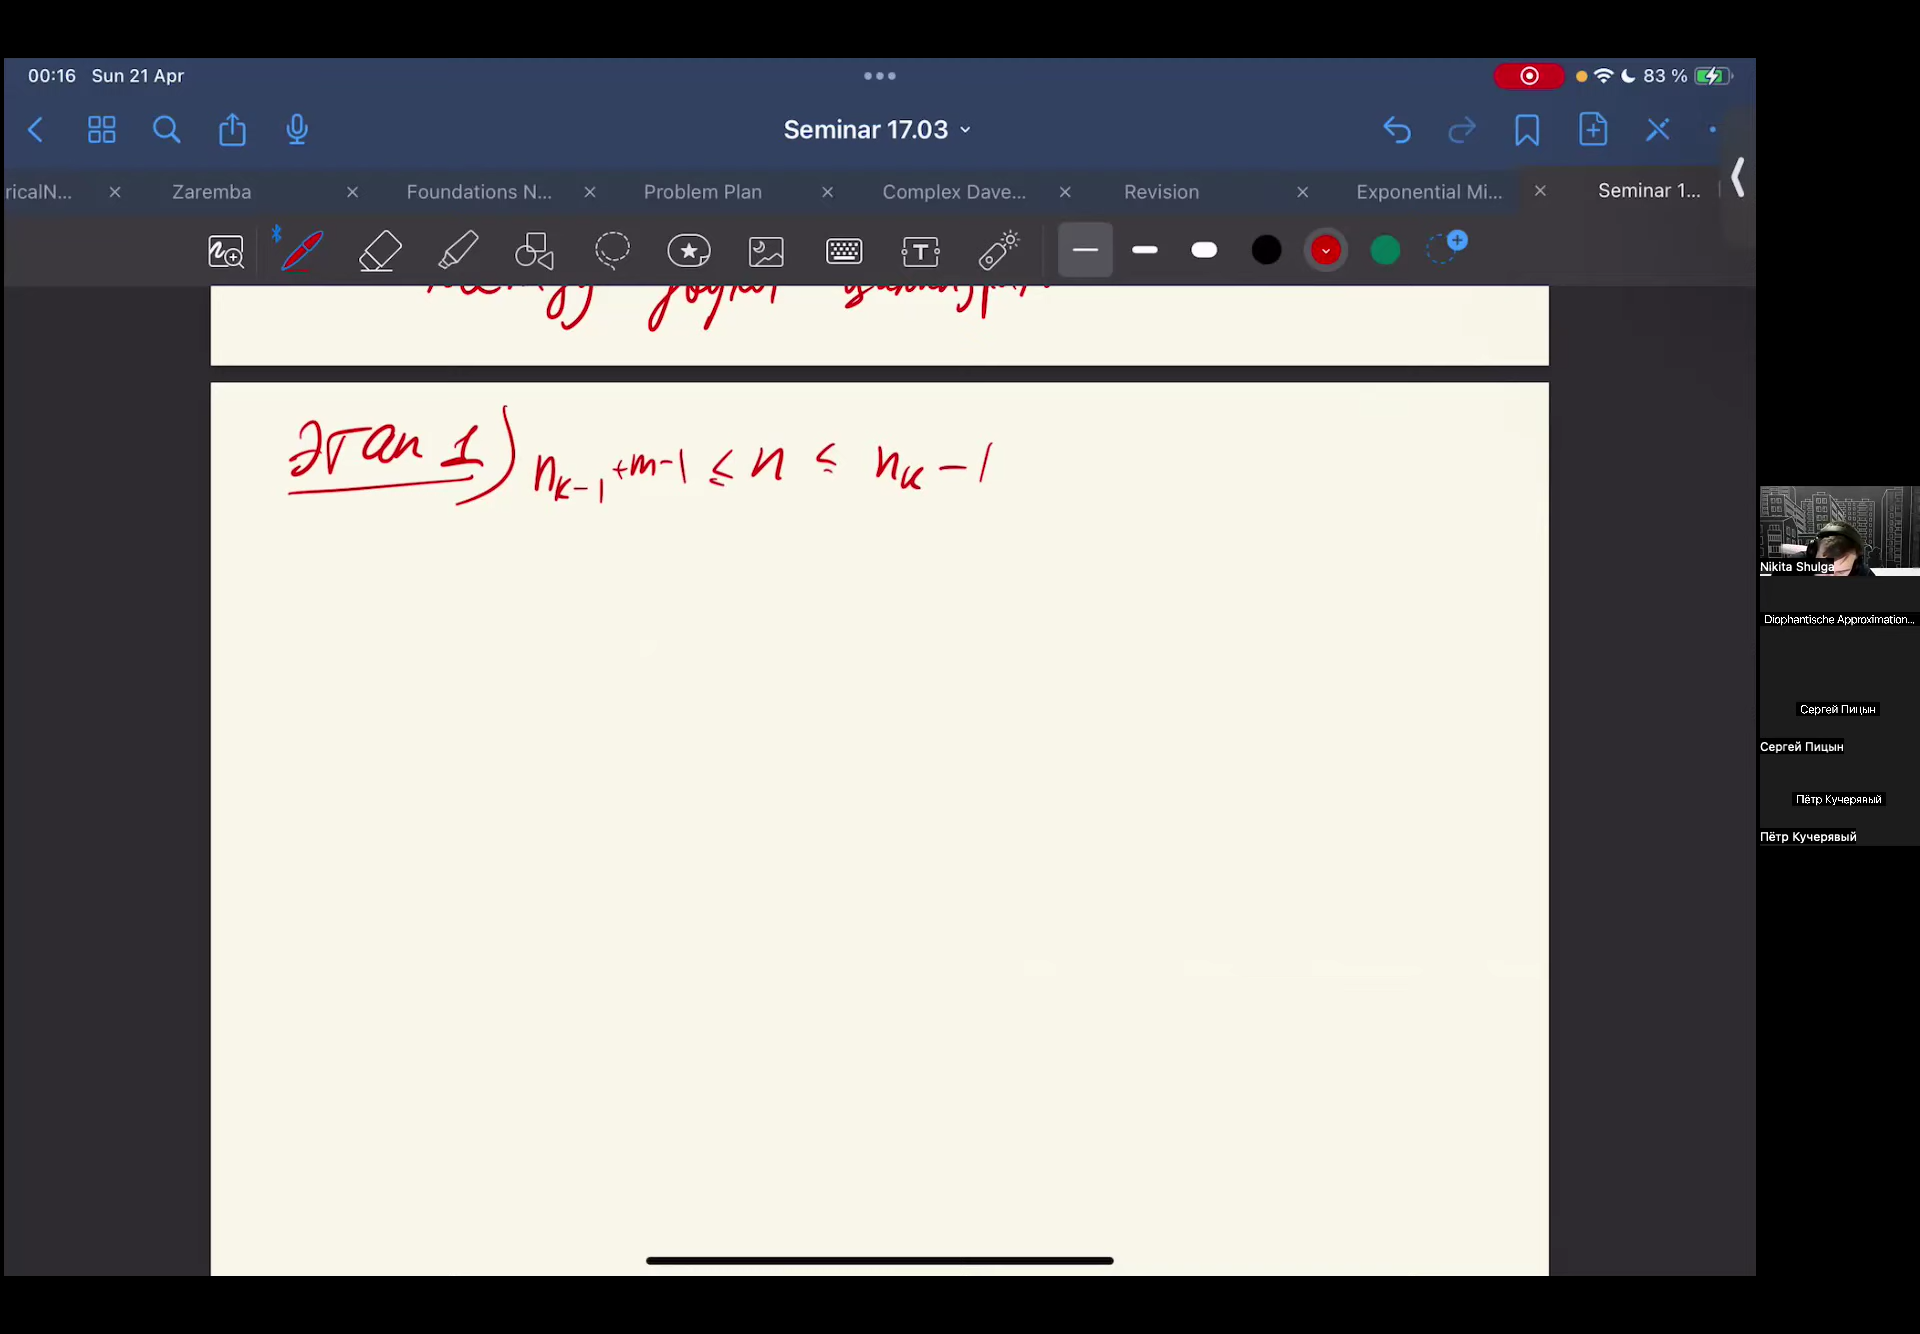 00:16 Sun 21 Apr
83 %
Seminar 17.03
ricalN...
Zaremba
Foundations N...
Problem Plan
Complex Dave...
Revision
Exponential Mi...
Seminar 1...
между
Этап 1) n_{k-1}+m-1 ≤ n ≤ n_k - 1
Nikita Shulga
Diophantische Approximation...
Сергей Пицын
Сергей Пицын
Пётр Кучерявый
Пётр Кучерявый